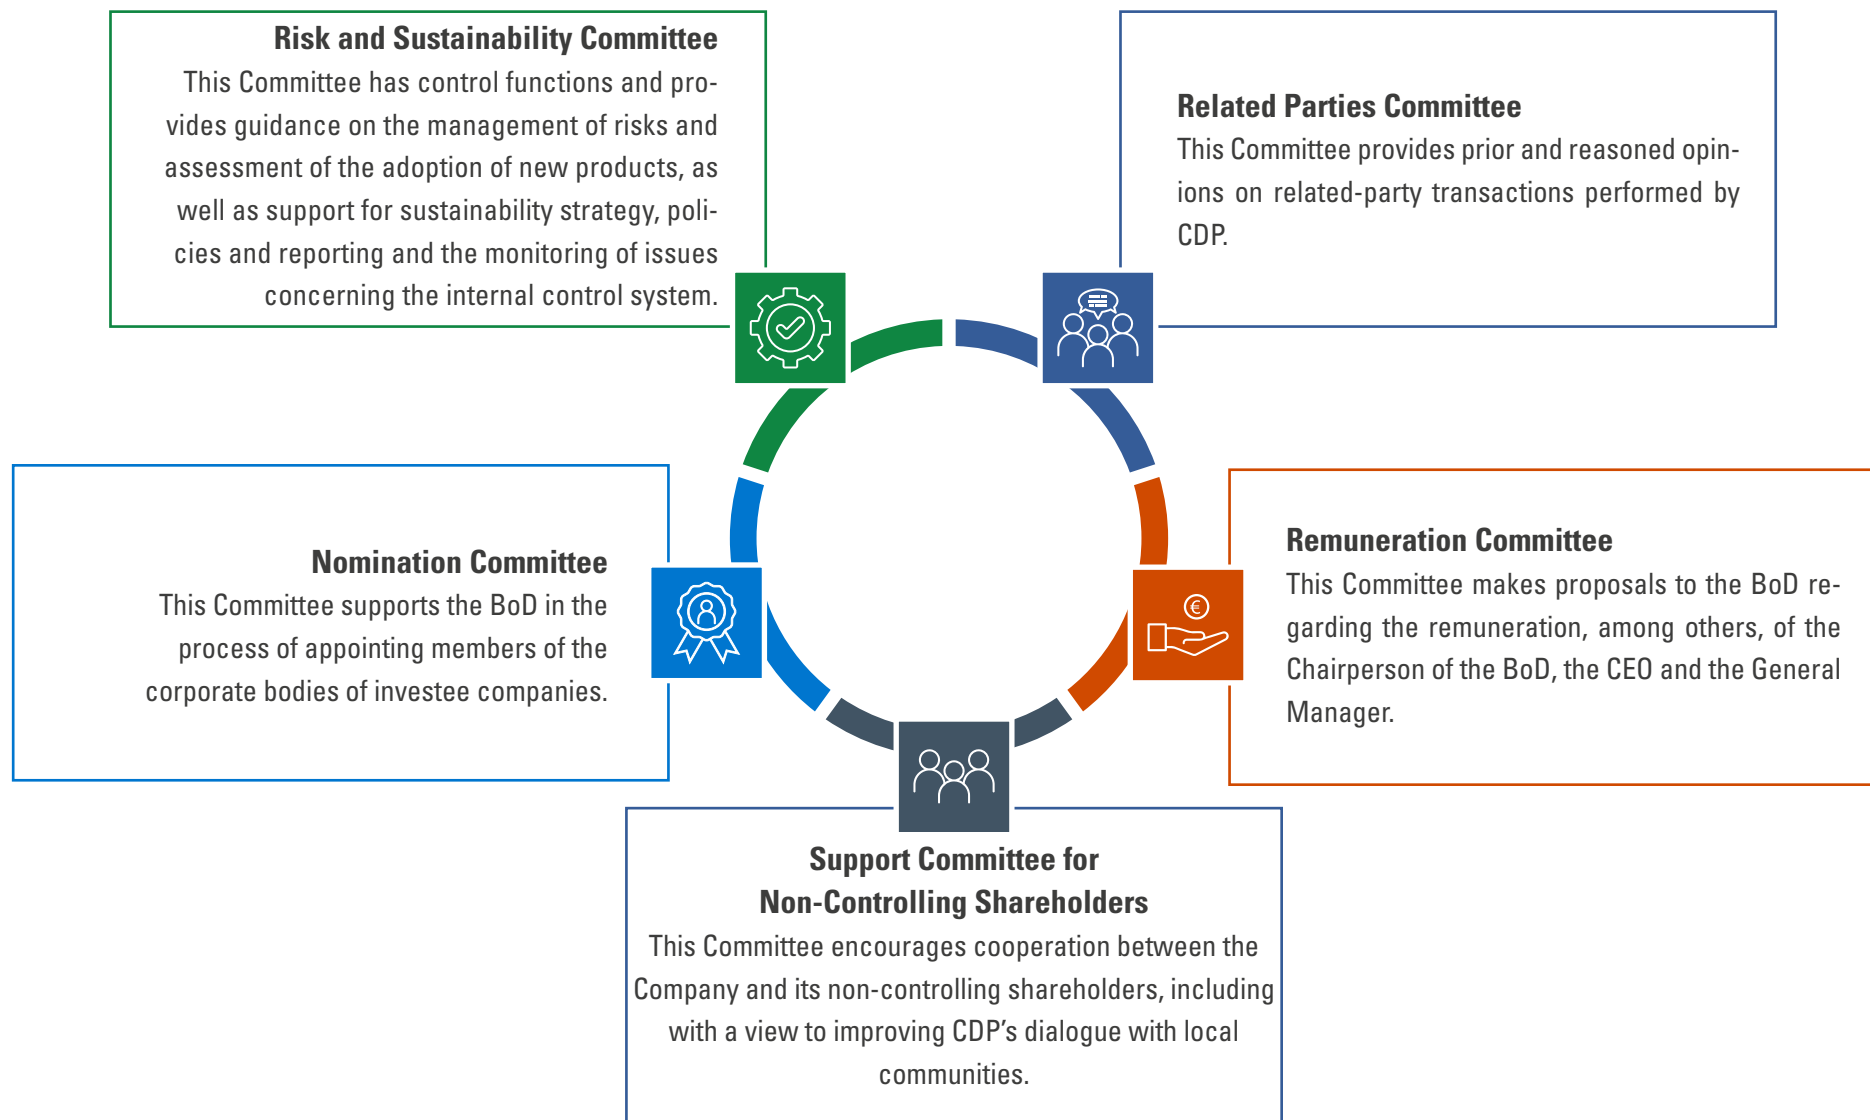 Risk and Sustainability Committee
This Committee has control functions and pro-
vides guidance on the management of risks and
assessment of the adoption of new products, as
well as support for sustainability strategy, poli-
cies and reporting and the monitoring of issues
concerning the internal control system.
Related Parties Committee
This Committee provides prior and reasoned opin-
ions on related-party transactions performed by
CDP.
Nomination Committee
This Committee supports the BoD in the
process of appointing members of the
corporate bodies of investee companies.
€
Remuneration Committee
This Committee makes proposals to the BoD re-
garding the remuneration, among others, of the
Chairperson of the BoD, the CEO and the General
Manager.
Support Committee for
Non-Controlling Shareholders
This Committee encourages cooperation between the
Company and its non-controlling shareholders, including
with a view to improving CDP’s dialogue with local
communities.